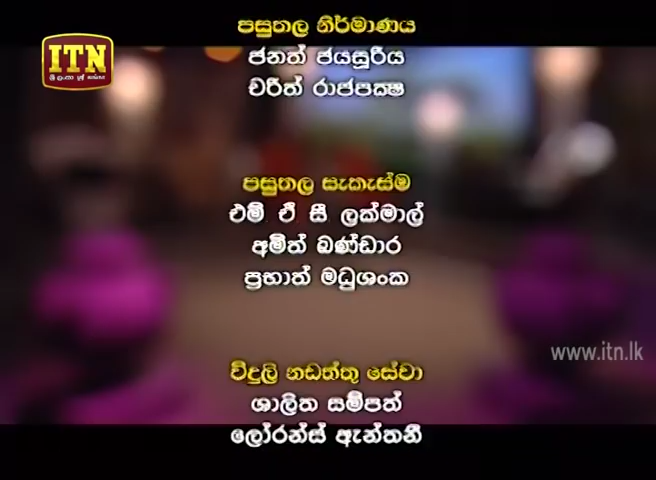 පසුතල නිර්මාණය
ITN
ශ්‍රී ලංකා ප්‍රථම නාලිකාව
ජනත් ජයසූරිය
චරිත් රාජපක්ෂ
පසුතල සැකැස්ම
එම් ඒ සී ලක්මාල්
අමිත් බණ්ඩාර
ප්‍රභාත් මධුශංක
www.itn.lk
විදුලි නඩත්තු සේවා
ශාලිත සම්පත්
ලෝරන්ස් ඇන්තනී